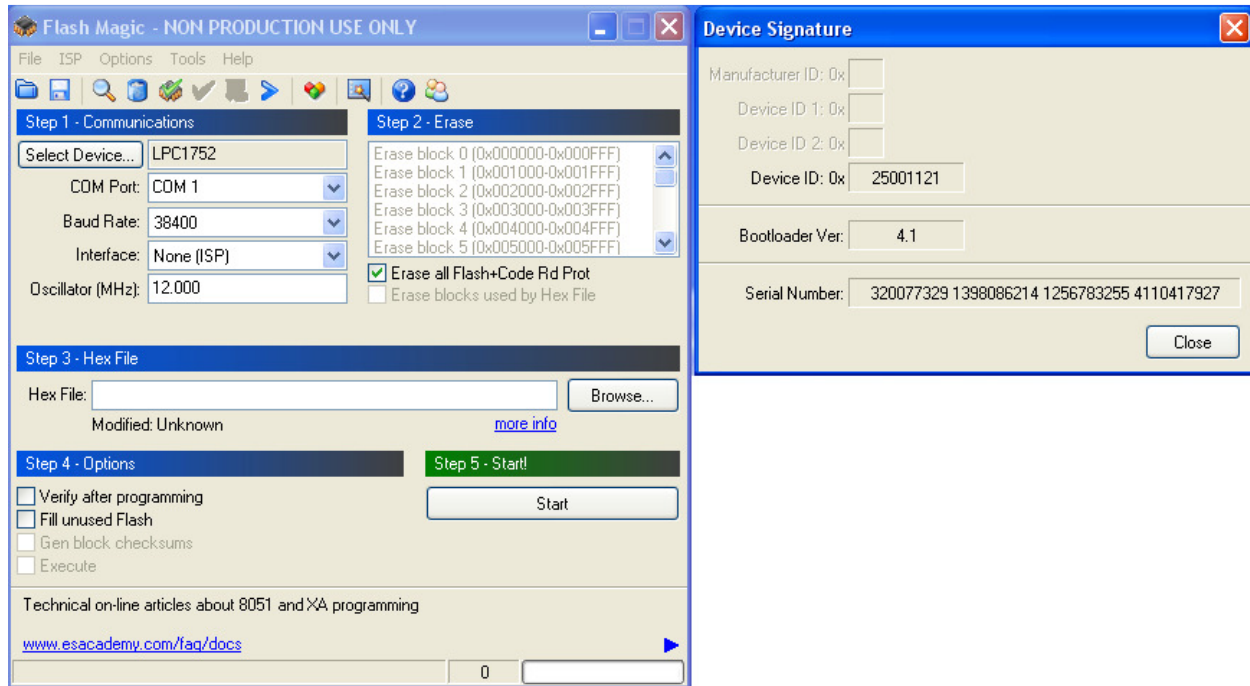 Flash Magic - NON PRODUCTION USE ONLY
File ISP Options Tools Help
Step 1 - Communications
Select Device... LPC1752
COM Port: COM 1
Baud Rate: 38400
Interface: None (ISP)
Oscillator (MHz): 12.000
Step 2 - Erase
Erase block 0 (0x000000-0x000FFF)
Erase block 1 (0x001000-0x001FFF)
Erase block 2 (0x002000-0x002FFF)
Erase block 3 (0x003000-0x003FFF)
Erase block 4 (0x004000-0x004FFF)
Erase block 5 (0x005000-0x005FFF)
Erase all Flash+Code Rd Prot
Erase blocks used by Hex File
Step 3 - Hex File
Hex File: Browse...
Modified: Unknown more info
Step 4 - Options
Verify after programming
Fill unused Flash
Gen block checksums
Execute
Step 5 - Start!
Start
Technical on-line articles about 8051 and XA programming
www.esacademy.com/faq/docs
0
Device Signature
Manufacturer ID: 0x
Device ID 1: 0x
Device ID 2: 0x
Device ID: 0x 25001121
Bootloader Ver: 4.1
Serial Number: 320077329 1398086214 1256783255 4110417927
Close